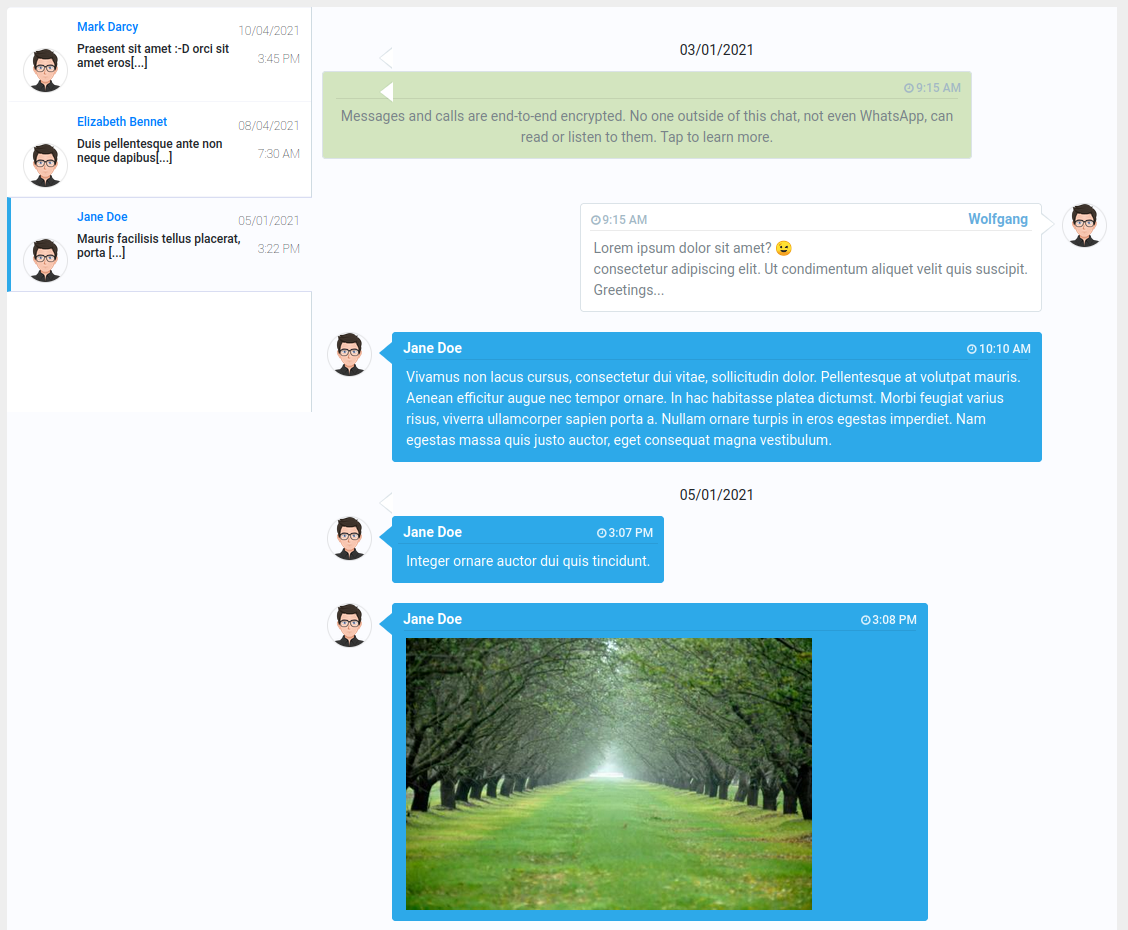 Mark Darcy
10/04/2021
Praesent sit amet :-D orci sit
amet eros[...]
3:45 PM
Elizabeth Bennet
08/04/2021
Duis pellentesque ante non
neque dapibus[...]
7:30 AM
Jane Doe
05/01/2021
Mauris facilisis tellus placerat,
porta [...]
3:22 PM
03/01/2021
9:15 AM
Messages and calls are end-to-end encrypted. No one outside of this chat, not even WhatsApp, can
read or listen to them. Tap to learn more.
9:15 AM
Wolfgang
Lorem ipsum dolor sit amet? 😉
consectetur adipiscing elit. Ut condimentum aliquet velit quis suscipit.
Greetings...
Jane Doe
10:10 AM
Vivamus non lacus cursus, consectetur dui vitae, sollicitudin dolor. Pellentesque at volutpat mauris.
Aenean efficitur augue nec tempor ornare. In hac habitasse platea dictumst. Morbi feugiat varius
risus, viverra ullamcorper sapien porta a. Nullam ornare turpis in eros egestas imperdiet. Nam
egestas massa quis justo auctor, eget consequat magna vestibulum.
05/01/2021
Jane Doe
3:07 PM
Integer ornare auctor dui quis tincidunt.
Jane Doe
3:08 PM